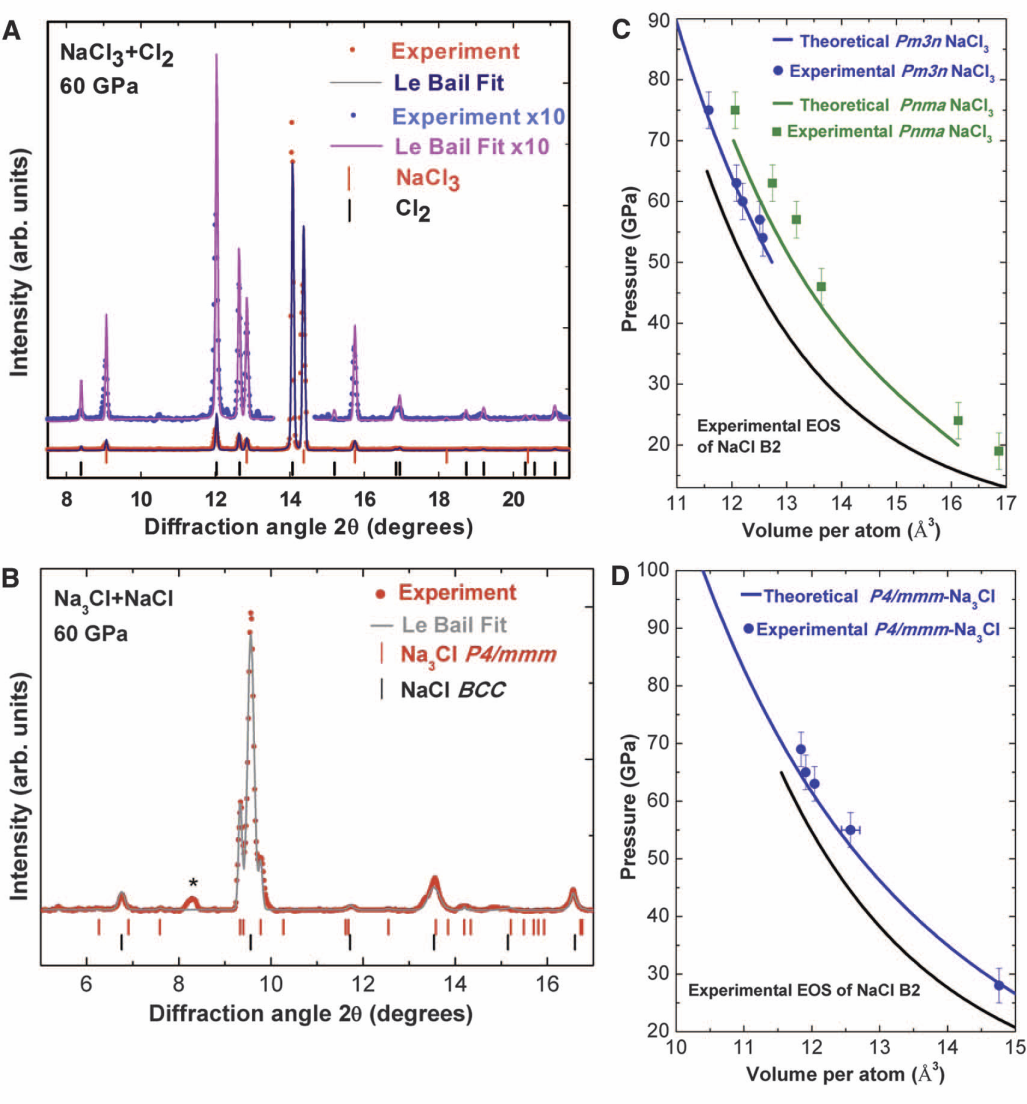 A
NaCl3+Cl2
60 GPa
Experiment
Le Bail Fit
Experiment x10
Le Bail Fit x10
NaCl3
Cl2
Intensity (arb. units)
8 10 12 14 16 18 20
Diffraction angle 2θ (degrees)
B
Na3Cl+NaCl
60 GPa
Experiment
Le Bail Fit
Na3Cl P4/mmm
NaCl BCC
*
Intensity (arb. units)
6 8 10 12 14 16
Diffraction angle 2θ (degrees)
C
Theoretical Pm3n NaCl3
Experimental Pm3n NaCl3
Theoretical Pnma NaCl3
Experimental Pnma NaCl3
90
80
70
60
50
40
30
20
Pressure (GPa)
Experimental EOS
of NaCl B2
11 12 13 14 15 16 17
Volume per atom (Å3)
D
Theoretical P4/mmm-Na3Cl
Experimental P4/mmm-Na3Cl
100
90
80
70
60
50
40
30
20
Pressure (GPa)
Experimental EOS of NaCl B2
10 11 12 13 14 15
Volume per atom (Å3)